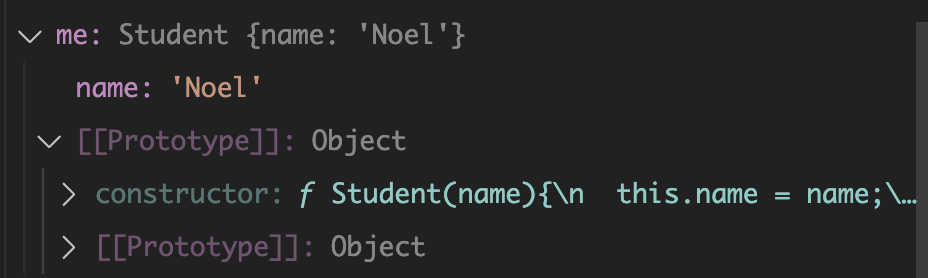 me: Student {name: 'Noel'}
name: 'Noel'
[[Prototype]]: Object
constructor: ƒ Student(name){\n  this.name = name;\…
[[Prototype]]: Object